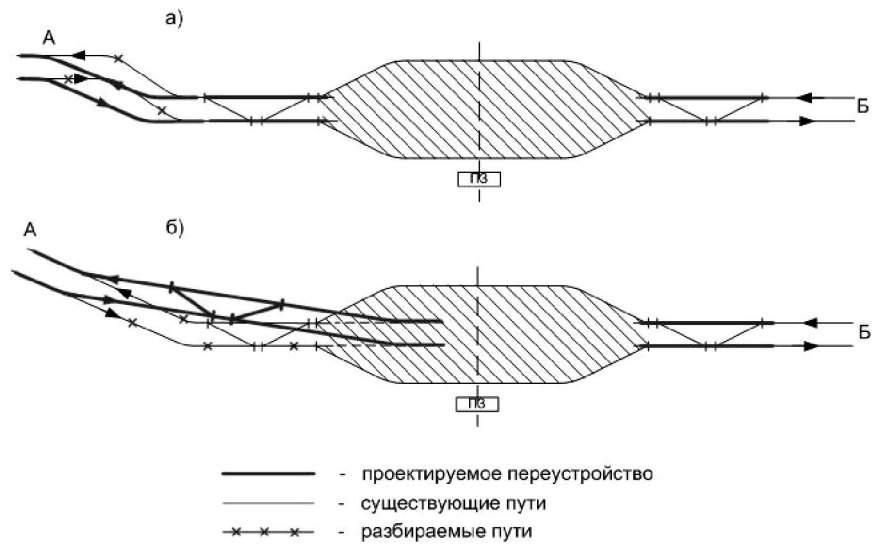 а)
А
Б
ПЗ
А
б)
Б
ПЗ
- проектируемое переустройство
- существующие пути
- разбираемые пути